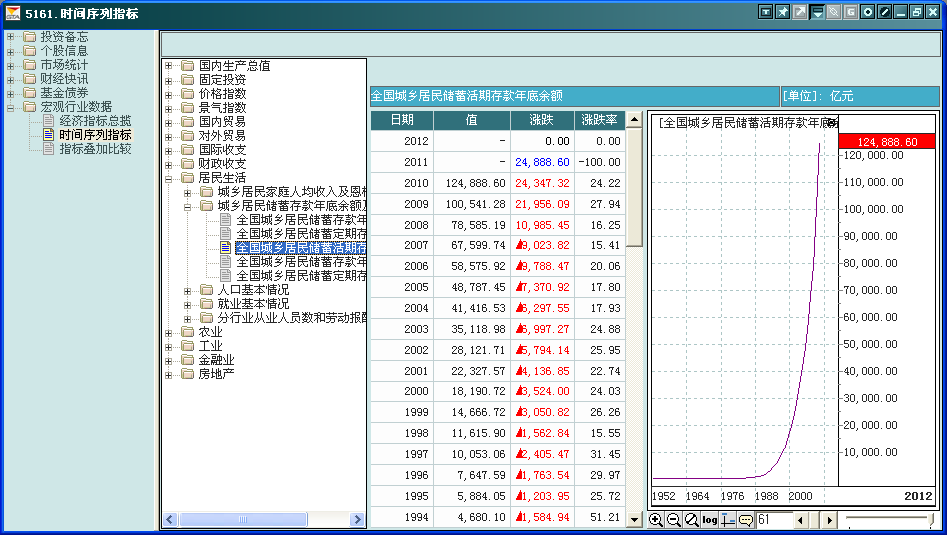 5161.时间序列指标
投资备忘
个股信息
市场统计
财经快讯
基金债券
宏观行业数据
经济指标总揽
时间序列指标
指标叠加比较
国内生产总值
固定投资
价格指数
景气指数
国内贸易
对外贸易
国际收支
财政收支
居民生活
城乡居民家庭人均收入及恩
城乡居民储蓄存款年底余额
全国城乡居民储蓄存款年
全国城乡居民储蓄定期存
全国城乡居民储蓄活期存
全国城乡居民储蓄存款年
全国城乡居民储蓄定期存
人口基本情况
就业基本情况
分行业从业人员数和劳动报
农业
工业
金融业
房地产
全国城乡居民储蓄活期存款年底余额 [单位]: 亿元
日期 值 涨跌 涨跌率
2012 - 0.00 0.00
2011 - 24,888.60 -100.00
2010 124,888.60 24,347.32 24.22
2009 100,541.28 21,956.09 27.94
2008 78,585.19 10,985.45 16.25
2007 67,599.74 9,023.82 15.41
2006 58,575.92 9,788.47 20.06
2005 48,787.45 7,370.92 17.80
2004 41,416.53 6,297.55 17.93
2003 35,118.98 6,997.27 24.88
2002 28,121.71 5,794.14 25.95
2001 22,327.57 4,136.85 22.74
2000 18,190.72 3,524.00 24.03
1999 14,666.72 3,050.82 26.26
1998 11,615.90 1,562.84 15.55
1997 10,053.06 2,405.47 31.45
1996 7,647.59 1,763.54 29.97
1995 5,884.05 1,203.95 25.72
1994 4,680.10 1,584.94 51.21
[全国城乡居民储蓄活期存款年底
124,888.60
120,000.00
110,000.00
100,000.00
90,000.00
80,000.00
70,000.00
60,000.00
50,000.00
40,000.00
30,000.00
20,000.00
10,000.00
1952 1964 1976 1988 2000 2012
log 61